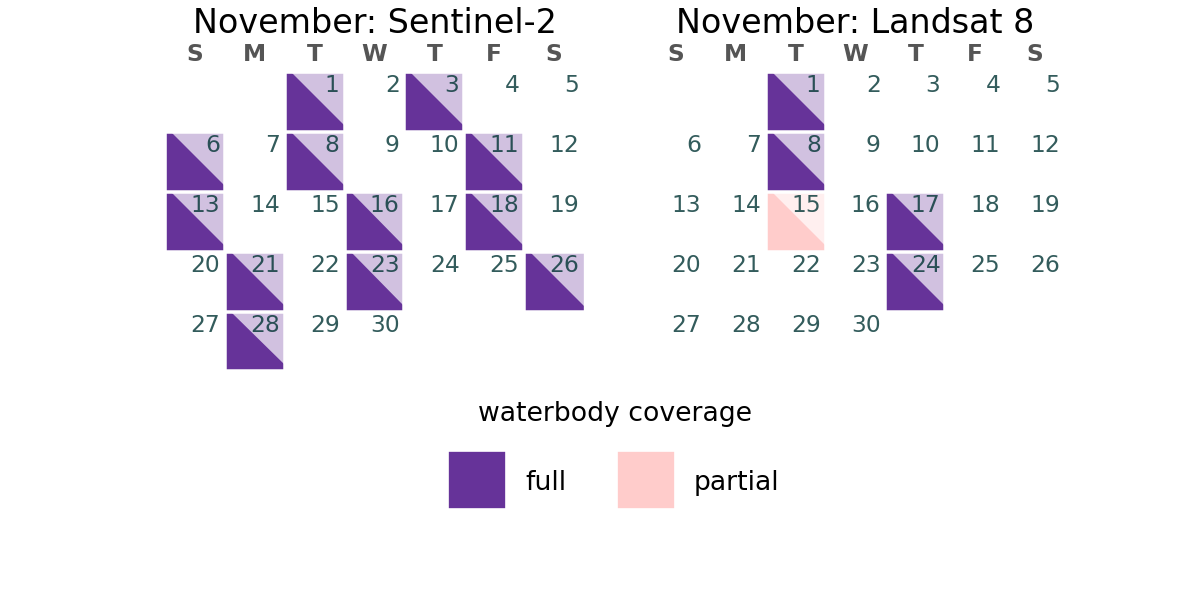 November: Sentinel-2
S M T W T F S
1 2 3 4 5
6 7 8 9 10 11 12
13 14 15 16 17 18 19
20 21 22 23 24 25 26
27 28 29 30
November: Landsat 8
S M T W T F S
1 2 3 4 5
6 7 8 9 10 11 12
13 14 15 16 17 18 19
20 21 22 23 24 25 26
27 28 29 30
waterbody coverage
full
partial